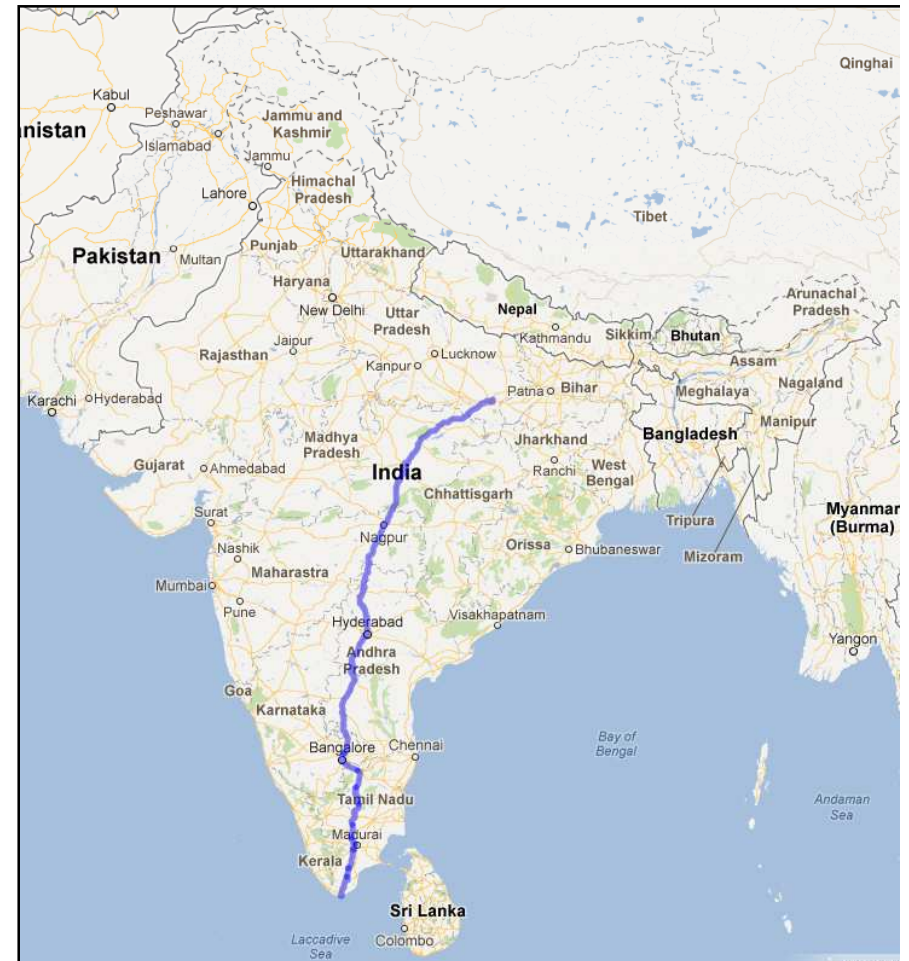 Qinghai
Kabul
Peshawar
Jammu and
Kashmir
nistan
Islamabad
Jammu
Himachal
Pradesh
Lahore
Tibet
Punjab
Pakistan
Multan
Uttarakhand
Haryana
New Delhi
Nepal
Arunachal
Pradesh
Uttar
Pradesh
Kathmandu
Sikkim
Bhutan
Jaipur
Rajasthan
Lucknow
Kanpur
Assam
Karachi
Hyderabad
Patna
Bihar
Meghalaya
Nagaland
Manipur
Madhya
Pradesh
Jharkhand
Bangladesh
Gujarat
Ahmedabad
India
Ranchi
West
Bengal
Chhattisgarh
Surat
Tripura
Myanmar
(Burma)
Nagpur
Nashik
Orissa
Bhubaneswar
Mizoram
Maharastra
Mumbai
Pune
Visakhapatnam
Hyderabad
Yangon
Andhra
Pradesh
Goa
Karnataka
Bangalore
Chennai
Bay of
Bengal
Tamil Nadu
Andaman
Sea
Madurai
Kerala
Sri Lanka
Laccadive
Sea
Colombo